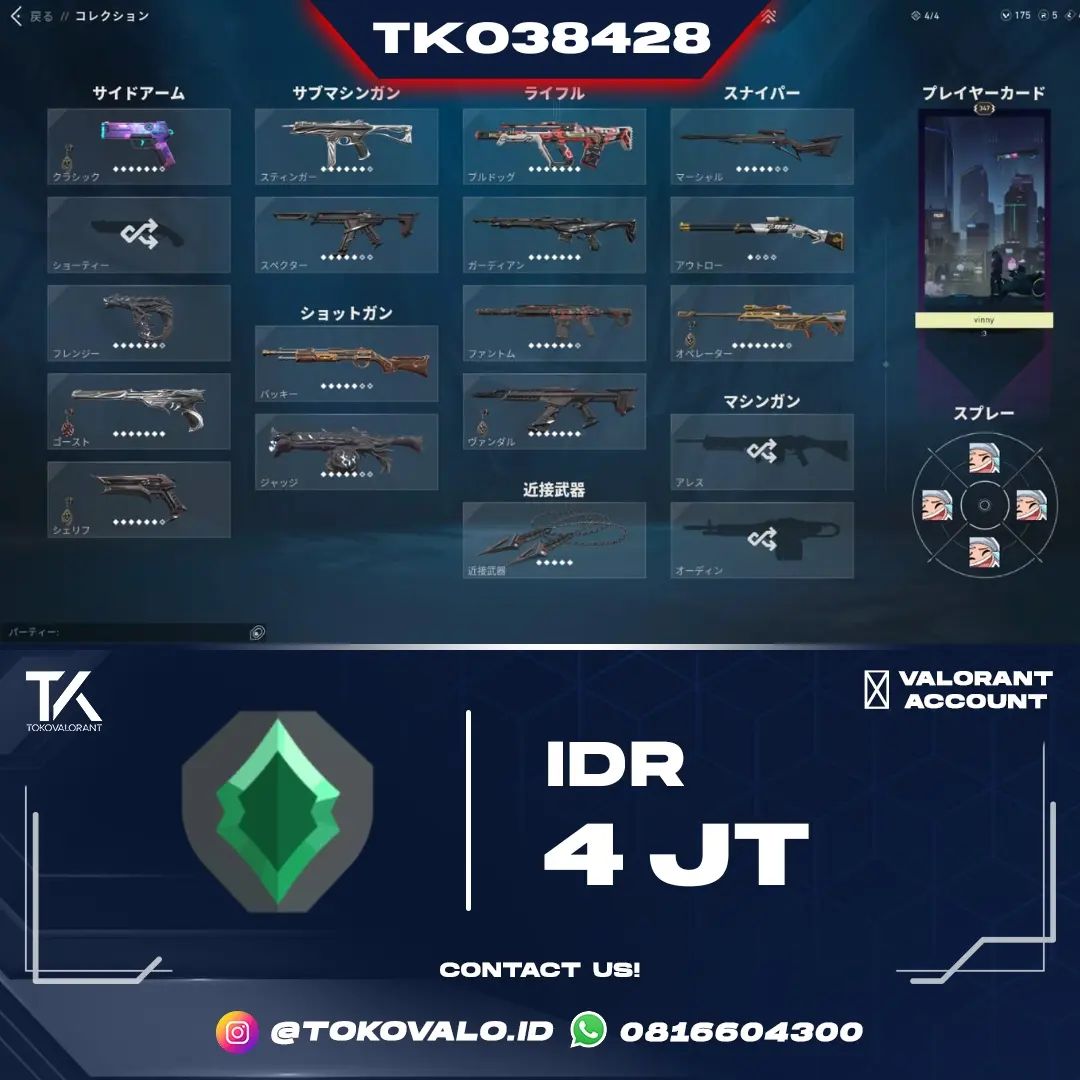 戻る // コレクション
TK038428
4/4
175
5
サイドアーム
サブマシンガン
ライフル
スナイパー
プレイヤーカード
347
クラシック
スティンガー
ブルドッグ
マーシャル
ショーティー
スペクター
ガーディアン
アウトロー
ショットガン
フレンジー
バッキー
ファントム
オペレーター
vinny
:3
マシンガン
スプレー
ゴースト
ジャッジ
ヴァンダル
アレス
近接武器
シェリフ
近接武器
オーディン
パーティー:
TK
TOKOVALORANT
VALORANT
ACCOUNT
IDR
4 JT
CONTACT US!
@TOKOVALO.ID
0816604300